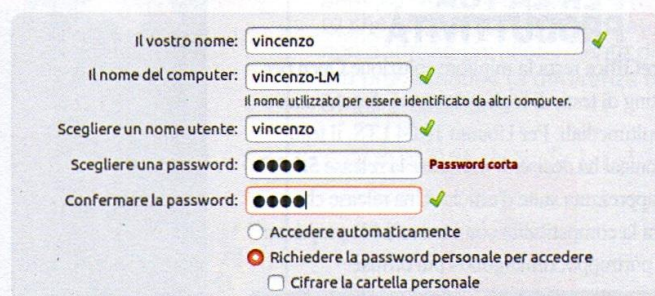 Il vostro nome: vincenzo
Il nome del computer: vincenzo-LM
Il nome utilizzato per essere identificato da altri computer.
Scegliere un nome utente: vincenzo
Scegliere una password: ●●●● Password corta
Confermare la password: ●●●●
Accedere automaticamente
Richiedere la password personale per accedere
Cifrare la cartella personale